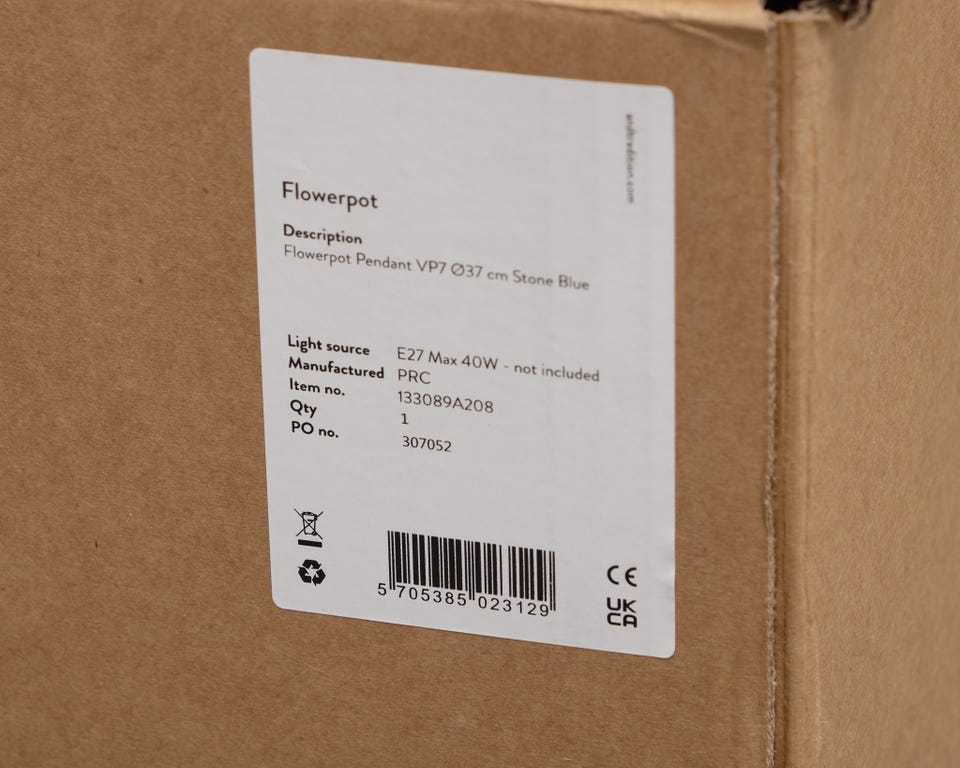 andtradition.com
Flowerpot
Description
Flowerpot Pendant VP7 Ø37 cm Stone Blue
Light source E27 Max 40W - not included
Manufactured PRC
Item no. 133089A208
Qty 1
PO no. 307052
5 705385 023129
CE
UK
CA